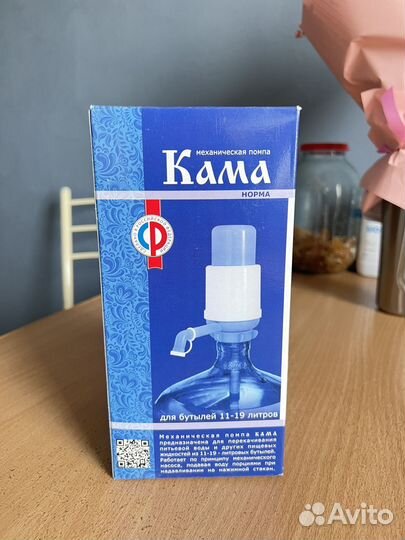 механическая помпа
Кама
НОРМА
для бутылей 11-19 литров
Механическая помпа КАМА
предназначена для перекачивания
питьевой воды и других пищевых
жидкостей из 11-19 - литровых бутылей.
Работает по принципу механического
насоса, подавая воду порциями при
надавливании на нажимной стакан.
Avito